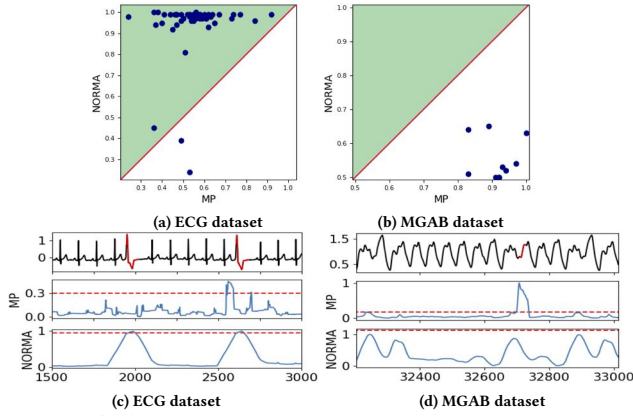 1.0
0.9
0.8
0.7
0.6
0.5
0.4
0.3
NORMA
0.3 0.4 0.5 0.6 0.7 0.8 0.9 1.0
MP
(a) ECG dataset
1.0
0.9
0.8
0.7
0.6
0.5
NORMA
0.5 0.6 0.7 0.8 0.9 1.0
MP
(b) MGAB dataset
1
0
MP
0.3
0.0
NORMA
1
0
1500 2000 2500 3000
(c) ECG dataset
1.5
0.5
MP
1
0
NORMA
1
0
32400 32600 32800 33000
(d) MGAB dataset